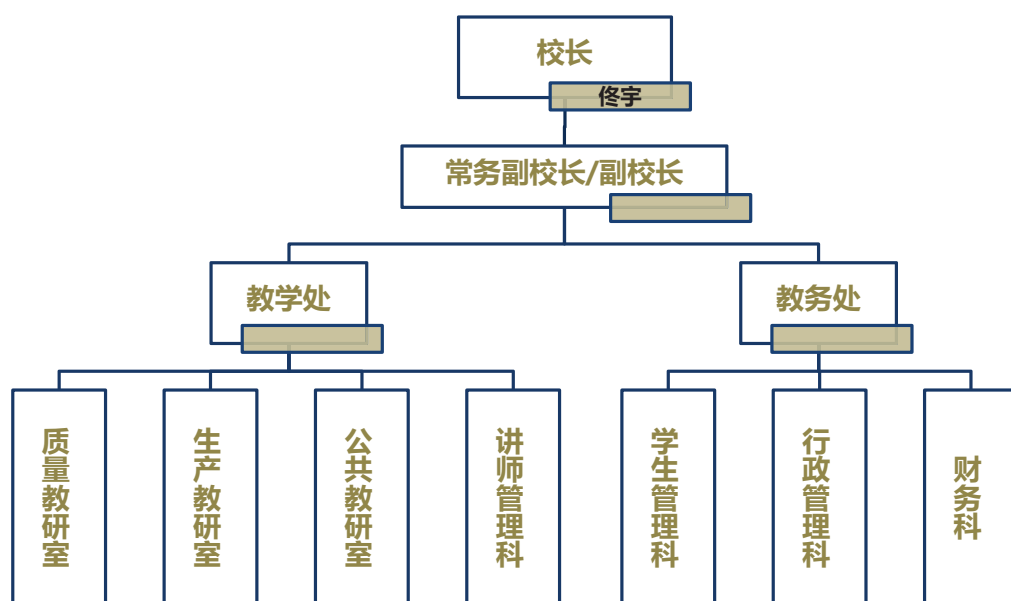 校长
佟宇
常务副校长/副校长
教学处
教务处
质量教研室
生产教研室
公共教研室
讲师管理科
学生管理科
行政管理科
财务科